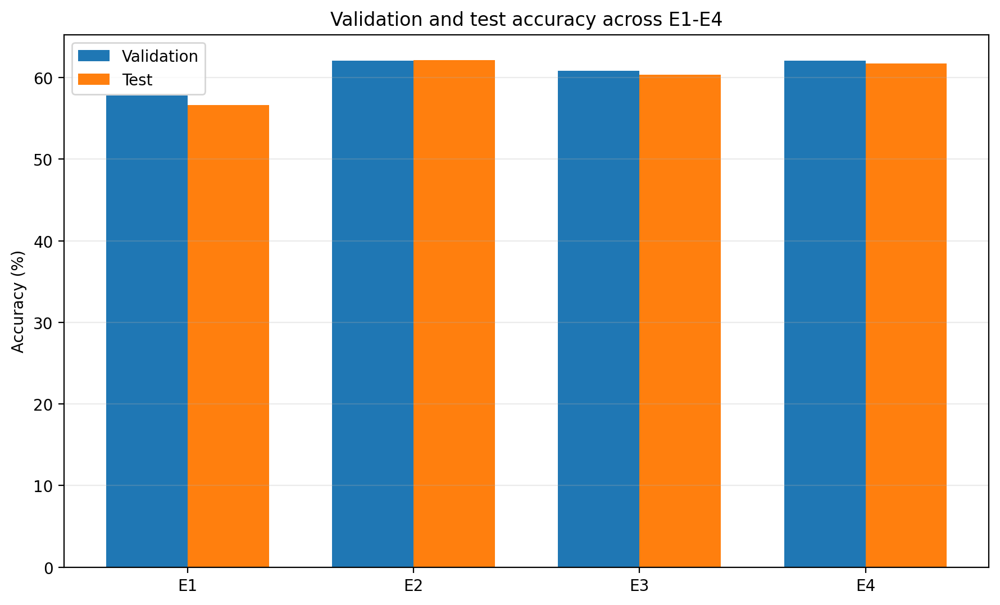 Validation and test accuracy across E1-E4
Validation
Test
Accuracy (%)
60
50
40
30
20
10
0
E1 E2 E3 E4